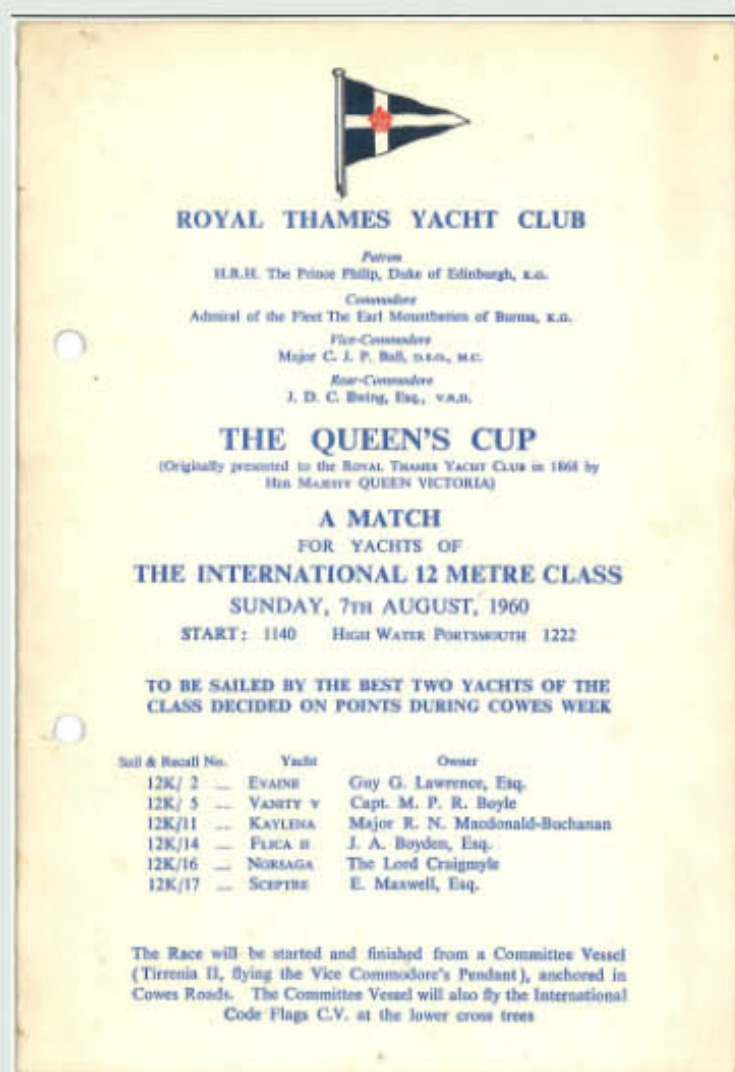 ROYAL THAMES YACHT CLUB
Patron
H.R.H. The Prince Philip, Duke of Edinburgh, K.G.
Commodore
Admiral of the Fleet The Earl Mountbatten of Burma, K.G.
Vice-Commodore
Major C. J. P. Ball, D.S.O., M.C.
Rear-Commodore
J. D. C. Ewing, Esq., V.R.D.
THE QUEEN'S CUP
(Originally presented to the ROYAL THAMES YACHT CLUB in 1868 by
HER MAJESTY QUEEN VICTORIA)
A MATCH
FOR YACHTS OF
THE INTERNATIONAL 12 METRE CLASS
SUNDAY, 7TH AUGUST, 1960
START: 1140 HIGH WATER PORTSMOUTH 1222
TO BE SAILED BY THE BEST TWO YACHTS OF THE
CLASS DECIDED ON POINTS DURING COWES WEEK
Sail & Recall No. Yacht Owner
12K/ 2 ... EVAINE Guy G. Lawrence, Esq.
12K/ 5 ... VANITY V Capt. M. P. R. Boyle
12K/11 ... KAYLENA Major R. N. Macdonald-Buchanan
12K/14 ... FLICA II J. A. Boyden, Esq.
12K/16 ... NORSAGA The Lord Craigmyle
12K/17 ... SCEPTRE E. Maxwell, Esq.
The Race will be started and finished from a Committee Vessel
(Tirrenia II, flying the Vice Commodore's Pendant), anchored in
Cowes Roads. The Committee Vessel will also fly the International
Code Flags C.V. at the lower cross trees